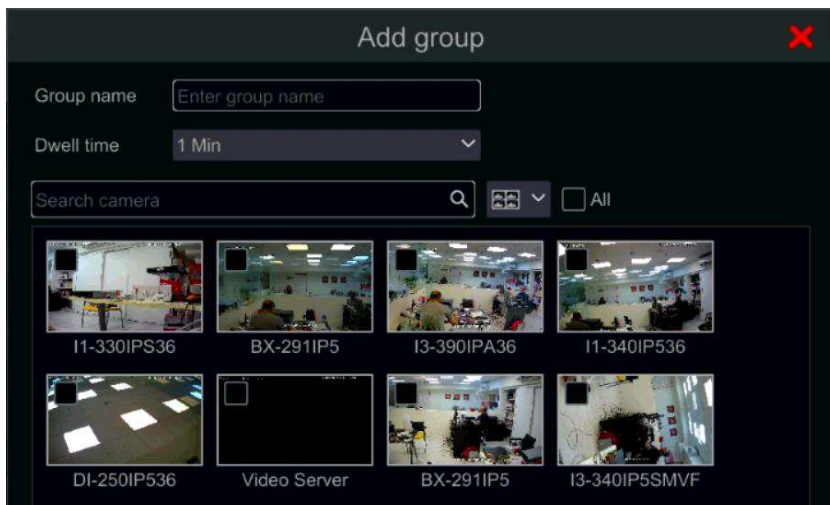 Add group
Group name Enter group name
Dwell time 1 Min
Search camera All
I1-330IPS36 BX-291IP5 I3-390IPA36 I1-340IP536
DI-250IP536 Video Server BX-291IP5 I3-340IP5SMVF